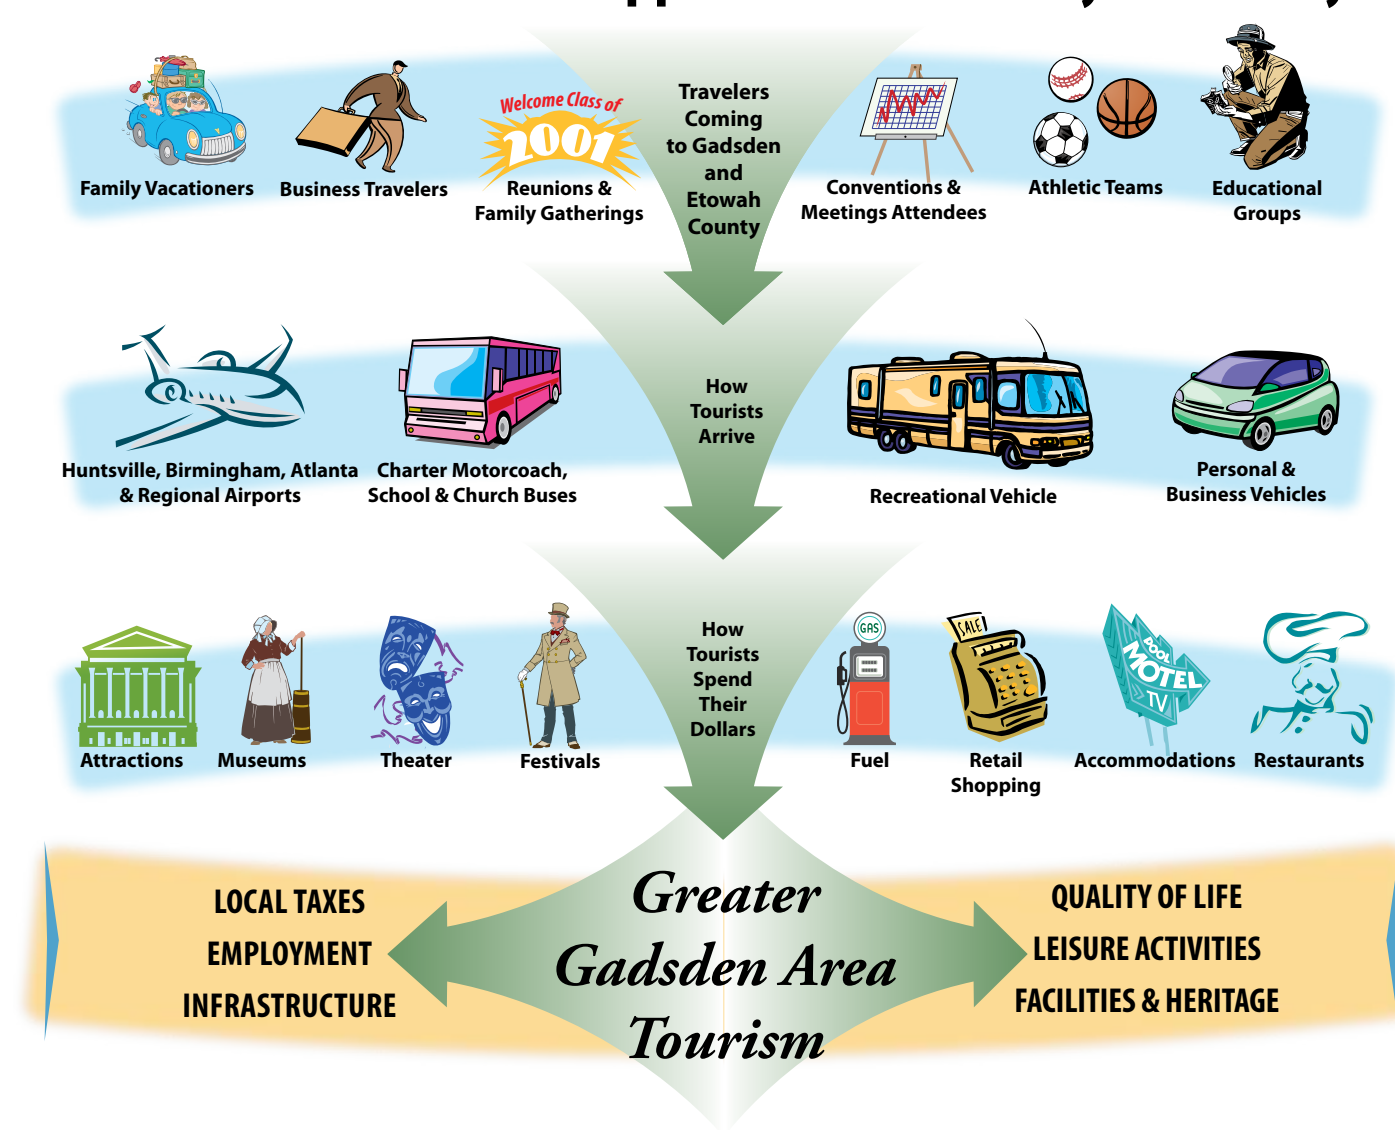 Welcome Class of
2001
Family Vacationers
Business Travelers
Reunions &
Family Gatherings
Travelers
Coming
to Gadsden
and
Etowah
County
Conventions &
Meetings Attendees
Athletic Teams
Educational
Groups
Huntsville, Birmingham, Atlanta
& Regional Airports
Charter Motorcoach,
School & Church Buses
How
Tourists
Arrive
Recreational Vehicle
Personal &
Business Vehicles
Attractions
Museums
Theater
Festivals
How
Tourists
Spend
Their
Dollars
GAS
Fuel
SALE
Retail
Shopping
POOL
MOTEL
TV
Accommodations
Restaurants
LOCAL TAXES
EMPLOYMENT
INFRASTRUCTURE
Greater
Gadsden Area
Tourism
QUALITY OF LIFE
LEISURE ACTIVITIES
FACILITIES & HERITAGE